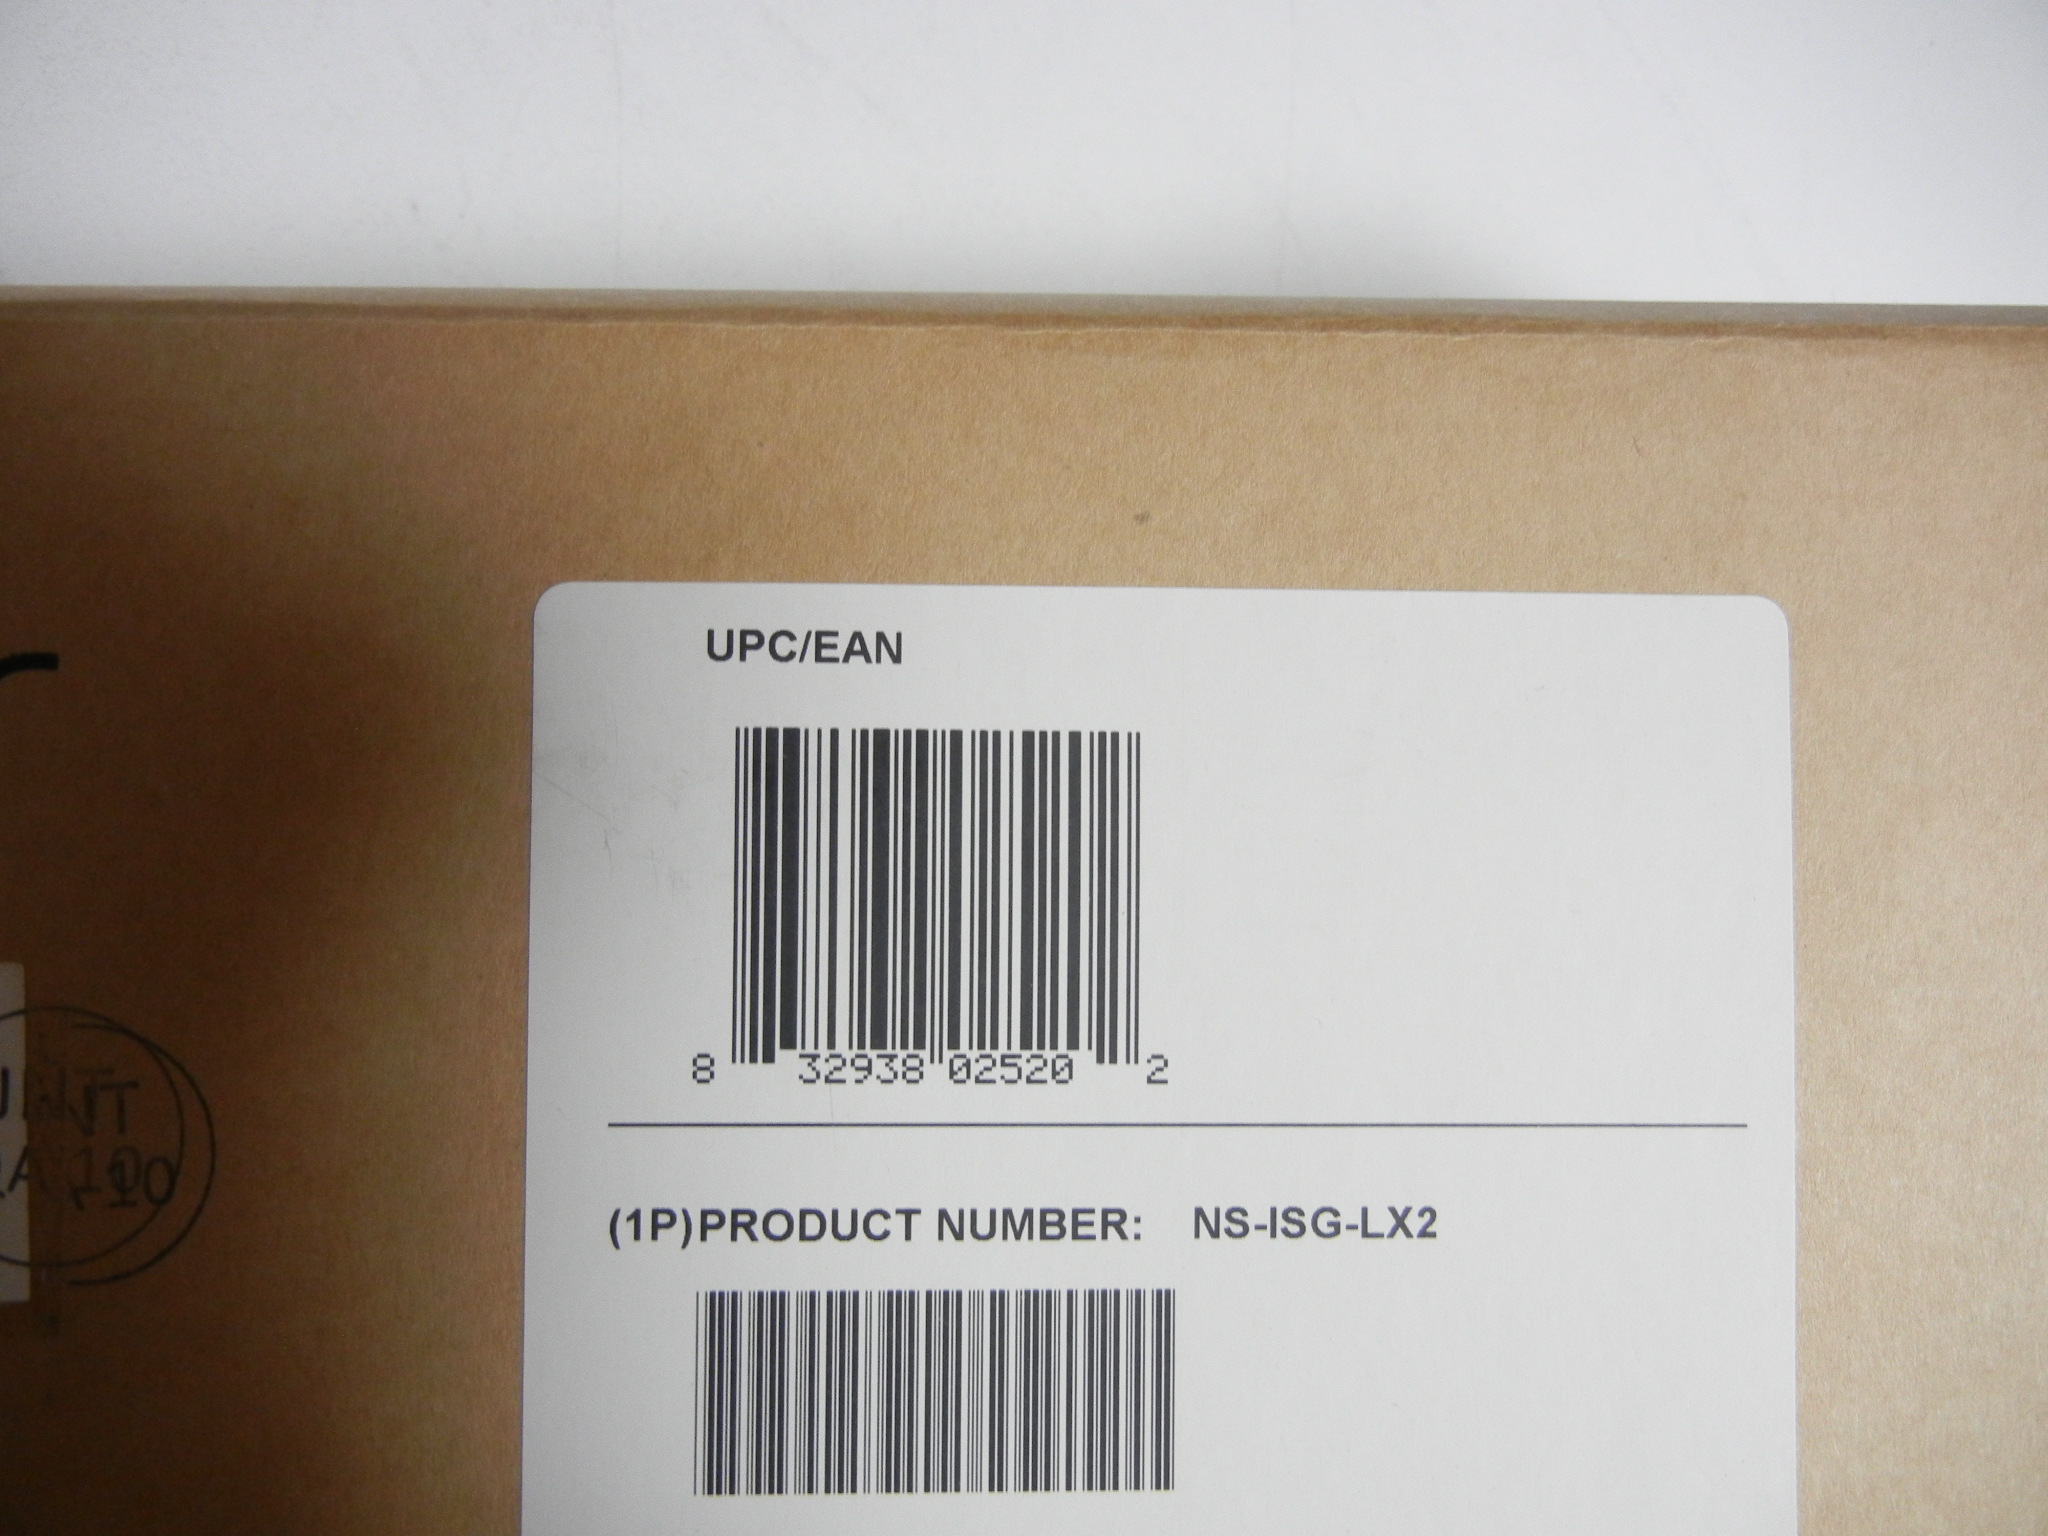 UPC/EAN
8 32938 02520 2
(1P)PRODUCT NUMBER: NS-ISG-LX2